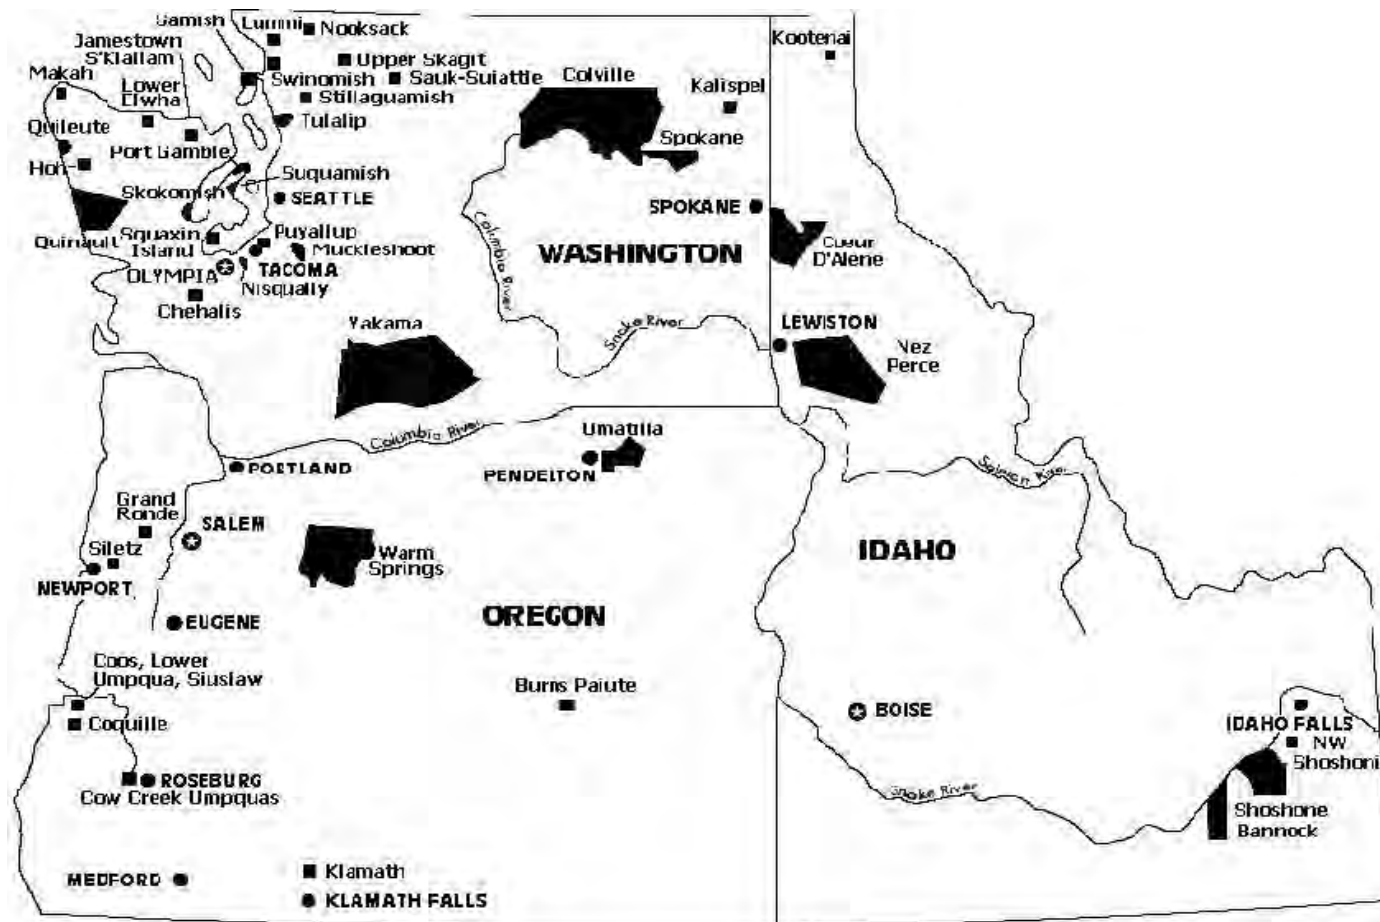 Samish
Lummi
Nooksack
Jamestown
S'Klallam
Upper Skagit
Makah
Lower
Elwha
Swinomish
Sauk-Suiattle
Stillaguamish
Colville
Kalispel
Kootenai
Quileute
Tulalip
Port Gamble
Spokane
Hoh
Suquamish
Skokomish
SEATTLE
SPOKANE
Quinault
Squaxin
Island
Puyallup
Muckleshoot
Columbia River
WASHINGTON
Coeur
D'Alene
OLYMPIA
TACOMA
Nisqually
Chehalis
Yakama
Snake River
LEWISTON
Nez
Perce
Columbia River
Umatilla
PORTLAND
PENDELTON
Salmon River
Grand
Ronde
SALEM
Siletz
NEWPORT
Warm
Springs
IDAHO
EUGENE
OREGON
Coos, Lower
Umpqua, Siuslaw
Burns Paiute
Coquille
BOISE
IDAHO FALLS
NW
Shoshoni
ROSEBURG
Cow Creek Umpquas
Snake River
Shoshone
Bannock
MEDFORD
Klamath
KLAMATH FALLS